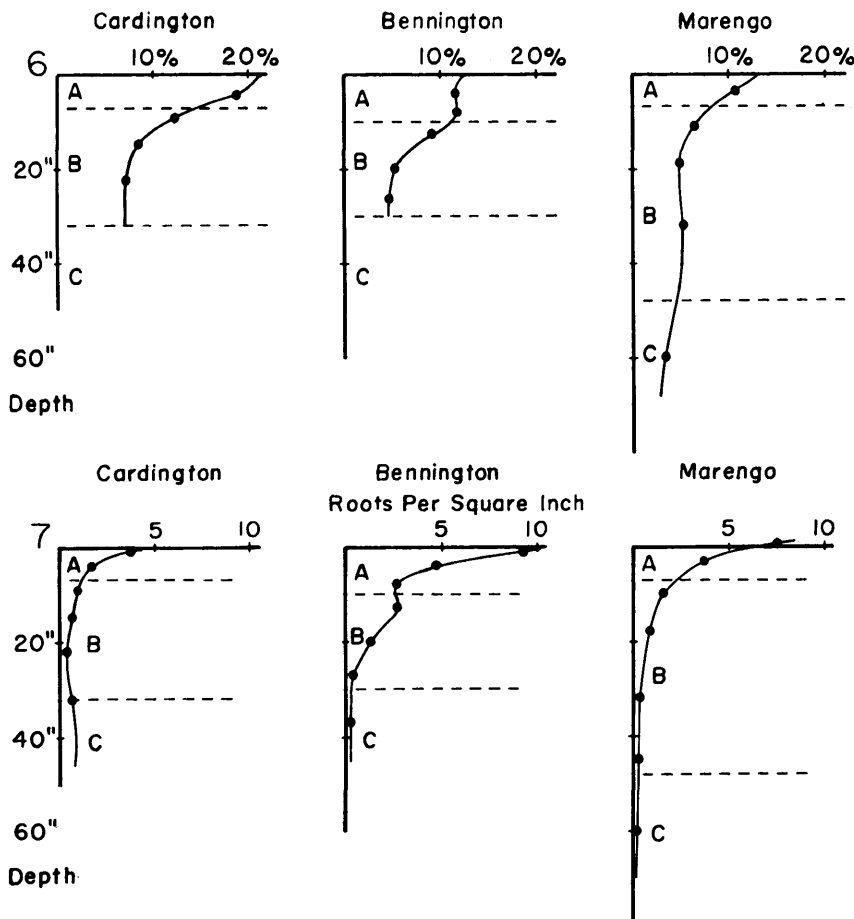 Cardington Bennington Marengo
10% 20% 10% 20% 10% 20%
6
A A A
20" B B B
40" C C
60" C
Depth
Cardington Bennington Marengo
Roots Per Square Inch
7 5 10 5 10 5 10
A A A
20" B B B
40" C C
60" C
Depth